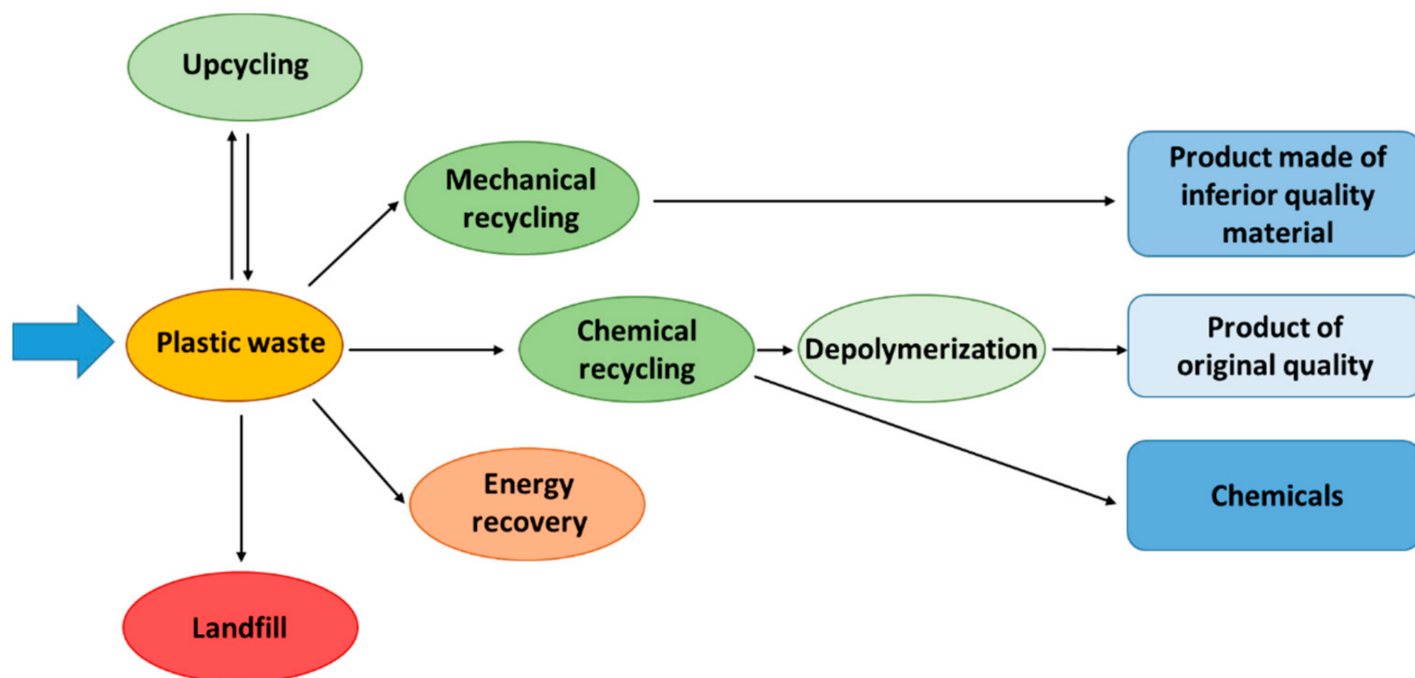 Upcycling
Mechanical
recycling
Product made of
inferior quality
material
Plastic waste
Chemical
recycling
Depolymerization
Product of
original quality
Energy
recovery
Chemicals
Landfill